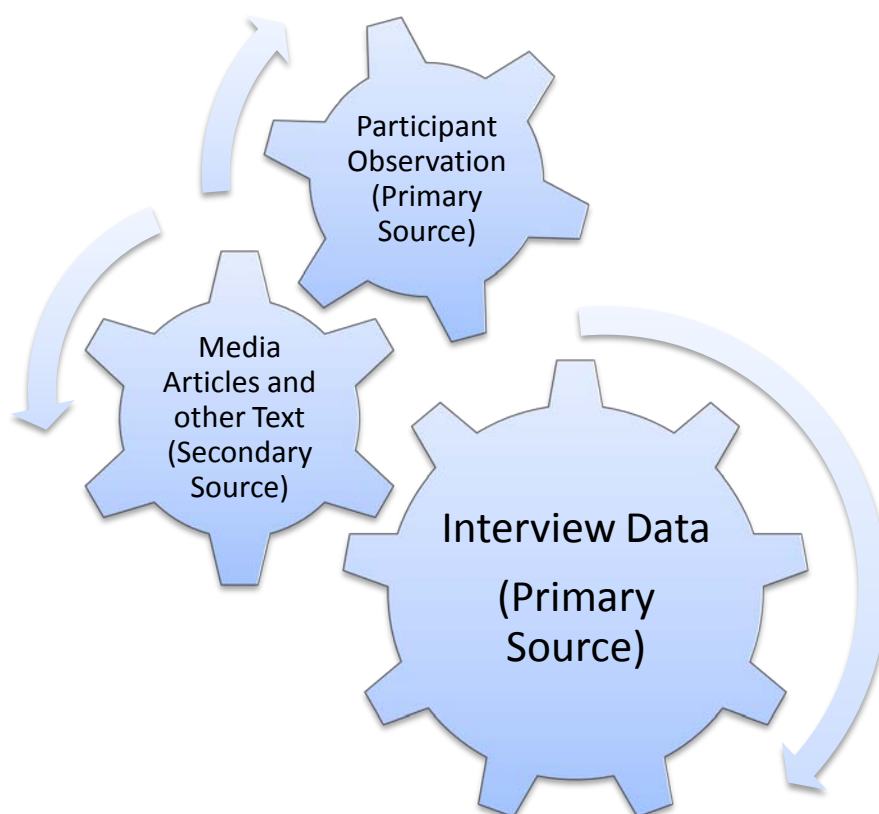 Participant
Observation
(Primary
Source)
Media
Articles and
other Text
(Secondary
Source)
Interview Data
(Primary
Source)